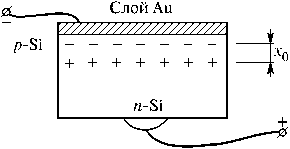 Слой Au
−
p-Si
− − − − − − −
+ + + + + + +
x₀
n-Si
+